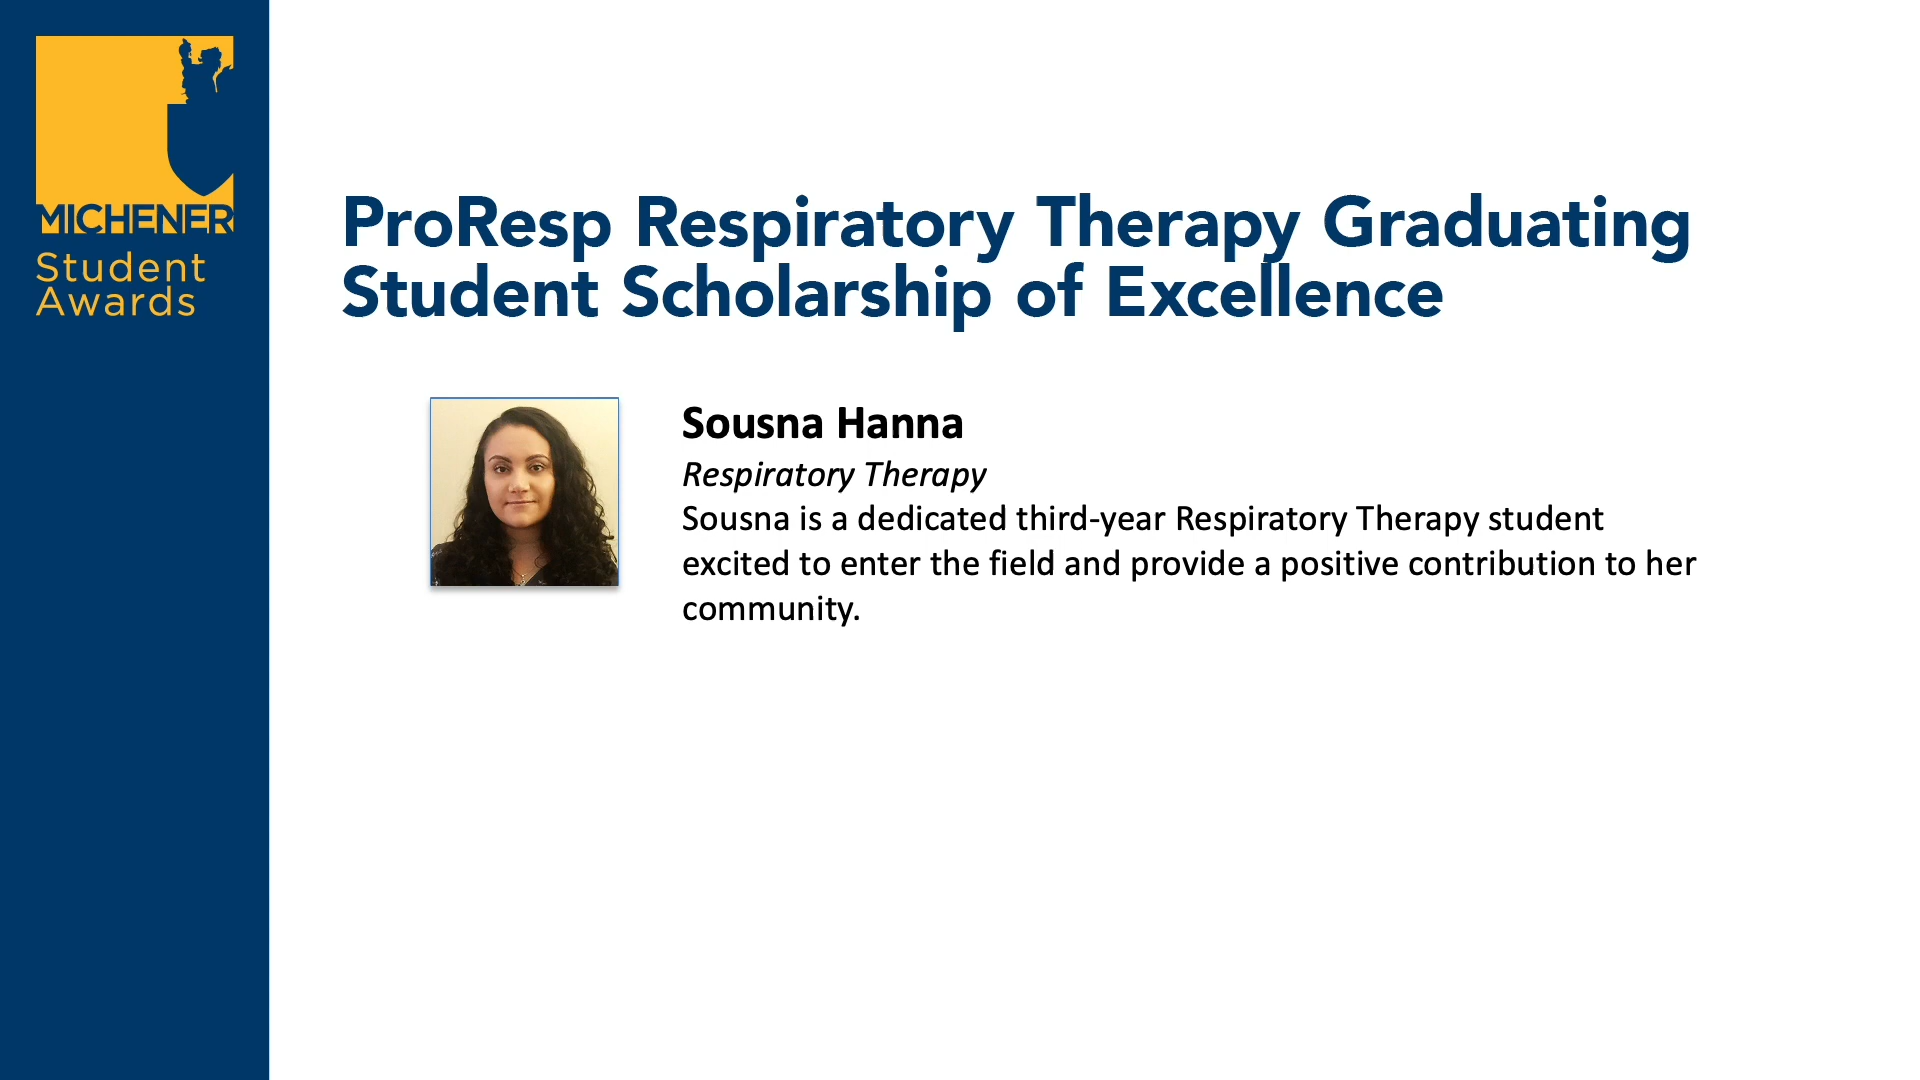 MICHENER
Student
Awards
ProResp Respiratory Therapy Graduating
Student Scholarship of Excellence
Sousna Hanna
Respiratory Therapy
Sousna is a dedicated third-year Respiratory Therapy student
excited to enter the field and provide a positive contribution to her
community.